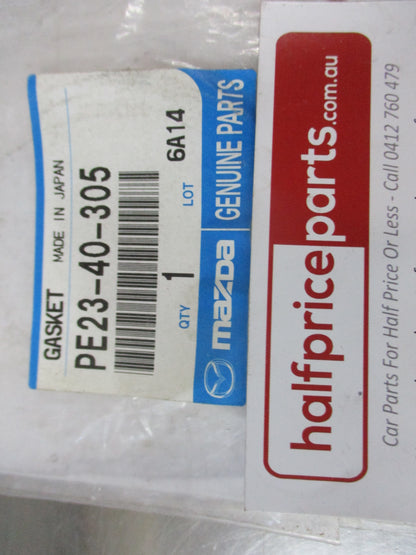 GASKET MADE IN JAPAN
PE23-40-305
QTY 1 LOT 6A14
mazda GENUINE PARTS
halfpriceparts.com.au
Car Parts For Half Price Or Less - Call 0412 760 479